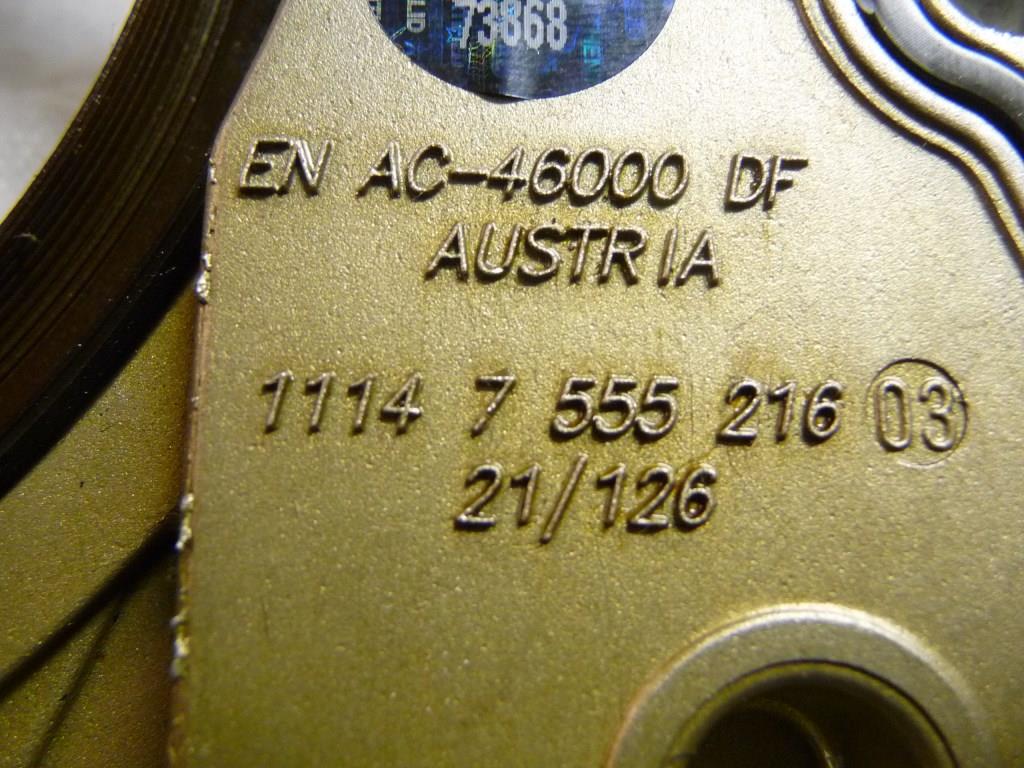 73868
EN AC-46000 DF
AUSTRIA
1114 7 555 216 03
21/126